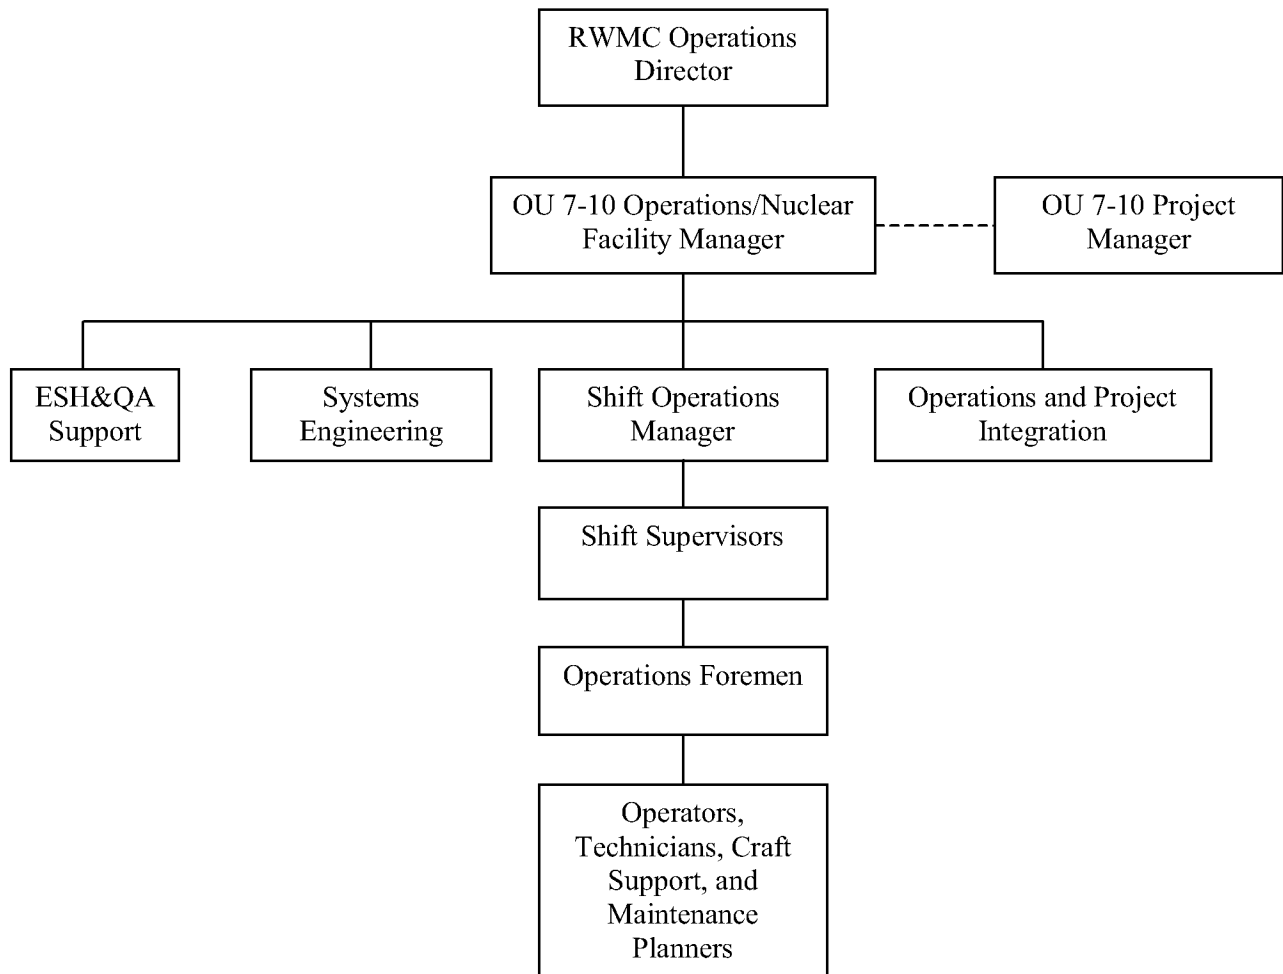 RWMC Operations
Director
OU 7-10 Operations/Nuclear
Facility Manager
OU 7-10 Project
Manager
ESH&QA
Support
Systems
Engineering
Shift Operations
Manager
Operations and Project
Integration
Shift Supervisors
Operations Foremen
Operators,
Technicians, Craft
Support, and
Maintenance
Planners